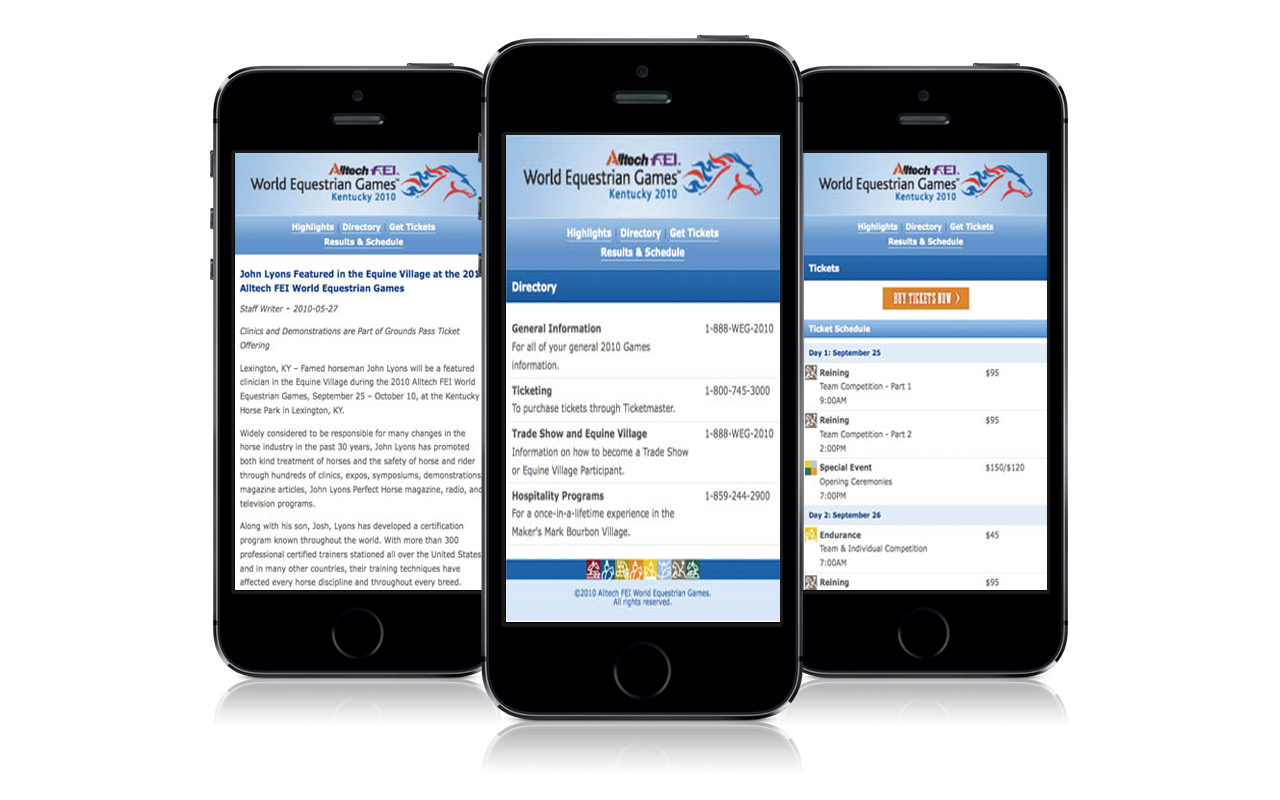 Alltech FEI.
World Equestrian Games™
Kentucky 2010
Highlights | Directory | Get Tickets
Results & Schedule
John Lyons Featured in the Equine Village at the 201
Alltech FEI World Equestrian Games
Staff Writer - 2010-05-27
Clinics and Demonstrations are Part of Grounds Pass Ticket
Offering
Lexington, KY – Famed horseman John Lyons will be a featured
clinician in the Equine Village during the 2010 Alltech FEI World
Equestrian Games, September 25 – October 10, at the Kentucky
Horse Park in Lexington, KY.
Widely considered to be responsible for many changes in the
horse industry in the past 30 years, John Lyons has promoted
both kind treatment of horses and the safety of horse and rider
through hundreds of clinics, expos, symposiums, demonstrations,
magazine articles, John Lyons Perfect Horse magazine, radio, and
television programs.
Along with his son, Josh, Lyons has developed a certification
program known throughout the world. With more than 300
professional certified trainers stationed all over the United States
and in many other countries, their training techniques have
affected every horse discipline and throughout every breed.
Alltech FEI.
World Equestrian Games™
Kentucky 2010
Highlights | Directory | Get Tickets
Results & Schedule
Directory
General Information 1-888-WEG-2010
For all of your general 2010 Games
information.
Ticketing 1-800-745-3000
To purchase tickets through Ticketmaster.
Trade Show and Equine Village 1-888-WEG-2010
Information on how to become a Trade Show
or Equine Village Participant.
Hospitality Programs 1-859-244-2900
For a once-in-a-lifetime experience in the
Maker's Mark Bourbon Village.
©2010 Alltech FEI World Equestrian Games.
All rights reserved.
Alltech FEI.
World Equestrian Games™
Kentucky 2010
Highlights | Directory | Get Tickets
Results & Schedule
Tickets
BUY TICKETS NOW >
Ticket Schedule
Day 1: September 25
Reining $95
Team Competition - Part 1
9:00AM
Reining $95
Team Competition - Part 2
2:00PM
Special Event $150/$120
Opening Ceremonies
7:00PM
Day 2: September 26
Endurance $45
Team & Individual Competition
7:00AM
Reining $95